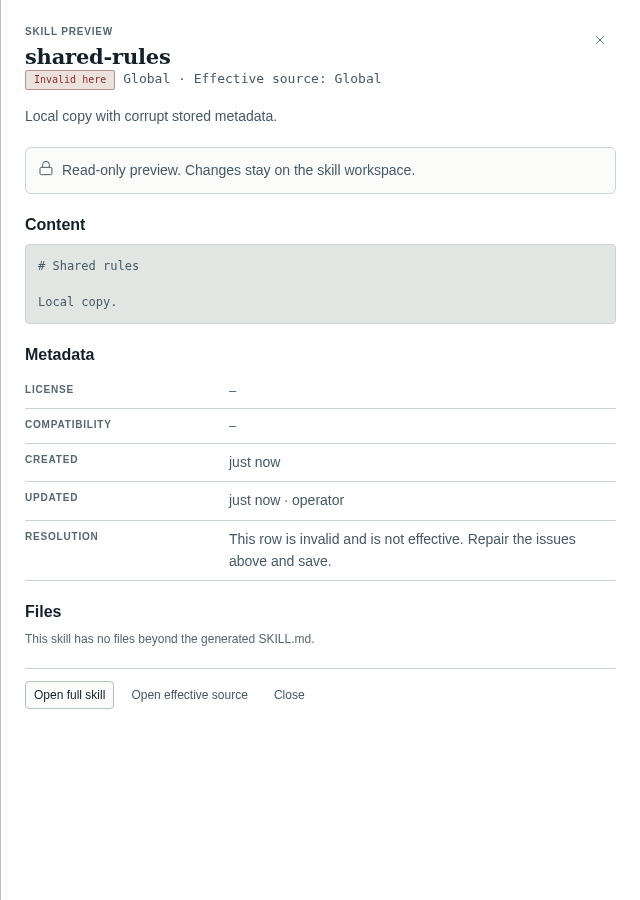 SKILL PREVIEW
shared-rules
Invalid here Global · Effective source: Global
Local copy with corrupt stored metadata.
Read-only preview. Changes stay on the skill workspace.
Content
# Shared rules
Local copy.
Metadata
LICENSE –
COMPATIBILITY –
CREATED just now
UPDATED just now · operator
RESOLUTION This row is invalid and is not effective. Repair the issues
above and save.
Files
This skill has no files beyond the generated SKILL.md.
Open full skill Open effective source Close